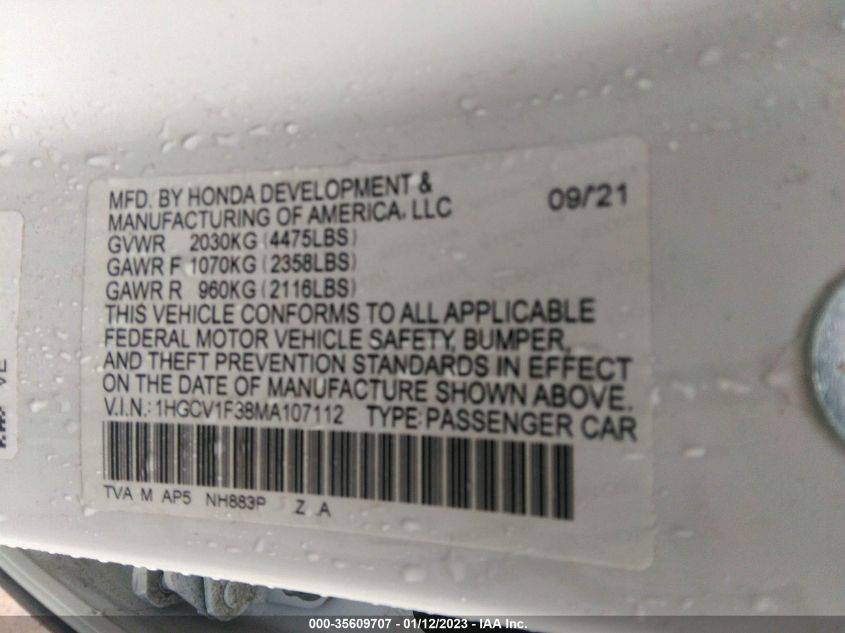 MFD. BY HONDA DEVELOPMENT & 09/'21
MANUFACTURING OF AMERICA, LLC
GVWR 2030KG (4475LBS)
GAWR F 1070KG (2358LBS)
GAWR R 960KG (2116LBS)
THIS VEHICLE CONFORMS TO ALL APPLICABLE
FEDERAL MOTOR VEHICLE SAFETY, BUMPER,
AND THEFT PREVENTION STANDARDS IN EFFECT
ON THE DATE OF MANUFACTURE SHOWN ABOVE.
V.I.N.: 1HGCV1F38MA107112 TYPE: PASSENGER CAR
TVA M AP5 NH883P Z A
000-35609707 - 01/12/2023 - IAA Inc.